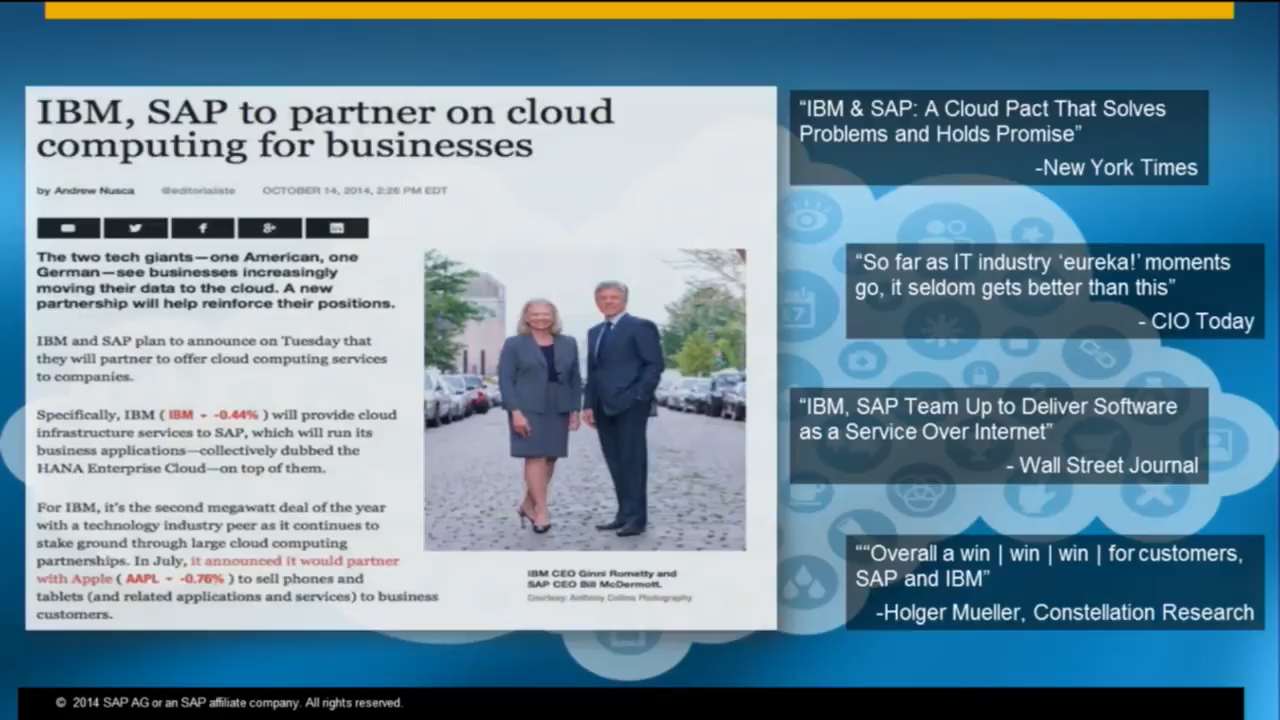 IBM, SAP to partner on cloud
computing for businesses
by Andrew Nusca @editorialiste OCTOBER 14, 2014, 2:26 PM EDT
The two tech giants—one American, one
German—see businesses increasingly
moving their data to the cloud. A new
partnership will help reinforce their positions.
IBM and SAP plan to announce on Tuesday that
they will partner to offer cloud computing services
to companies.
Specifically, IBM ( IBM -0.44% ) will provide cloud
infrastructure services to SAP, which will run its
business applications—collectively dubbed the
HANA Enterprise Cloud—on top of them.
For IBM, it's the second megawatt deal of the year
with a technology industry peer as it continues to
stake ground through large cloud computing
partnerships. In July, it announced it would partner
with Apple ( AAPL -0.76% ) to sell phones and
tablets (and related applications and services) to business
customers.
IBM CEO Ginni Rometty and
SAP CEO Bill McDermott.
Courtesy: Anthony Collins Photography
“IBM & SAP: A Cloud Pact That Solves
Problems and Holds Promise”
-New York Times
“So far as IT industry ‘eureka!’ moments
go, it seldom gets better than this”
- CIO Today
“IBM, SAP Team Up to Deliver Software
as a Service Over Internet”
- Wall Street Journal
““Overall a win | win | win | for customers,
SAP and IBM”
-Holger Mueller, Constellation Research
© 2014 SAP AG or an SAP affiliate company. All rights reserved.